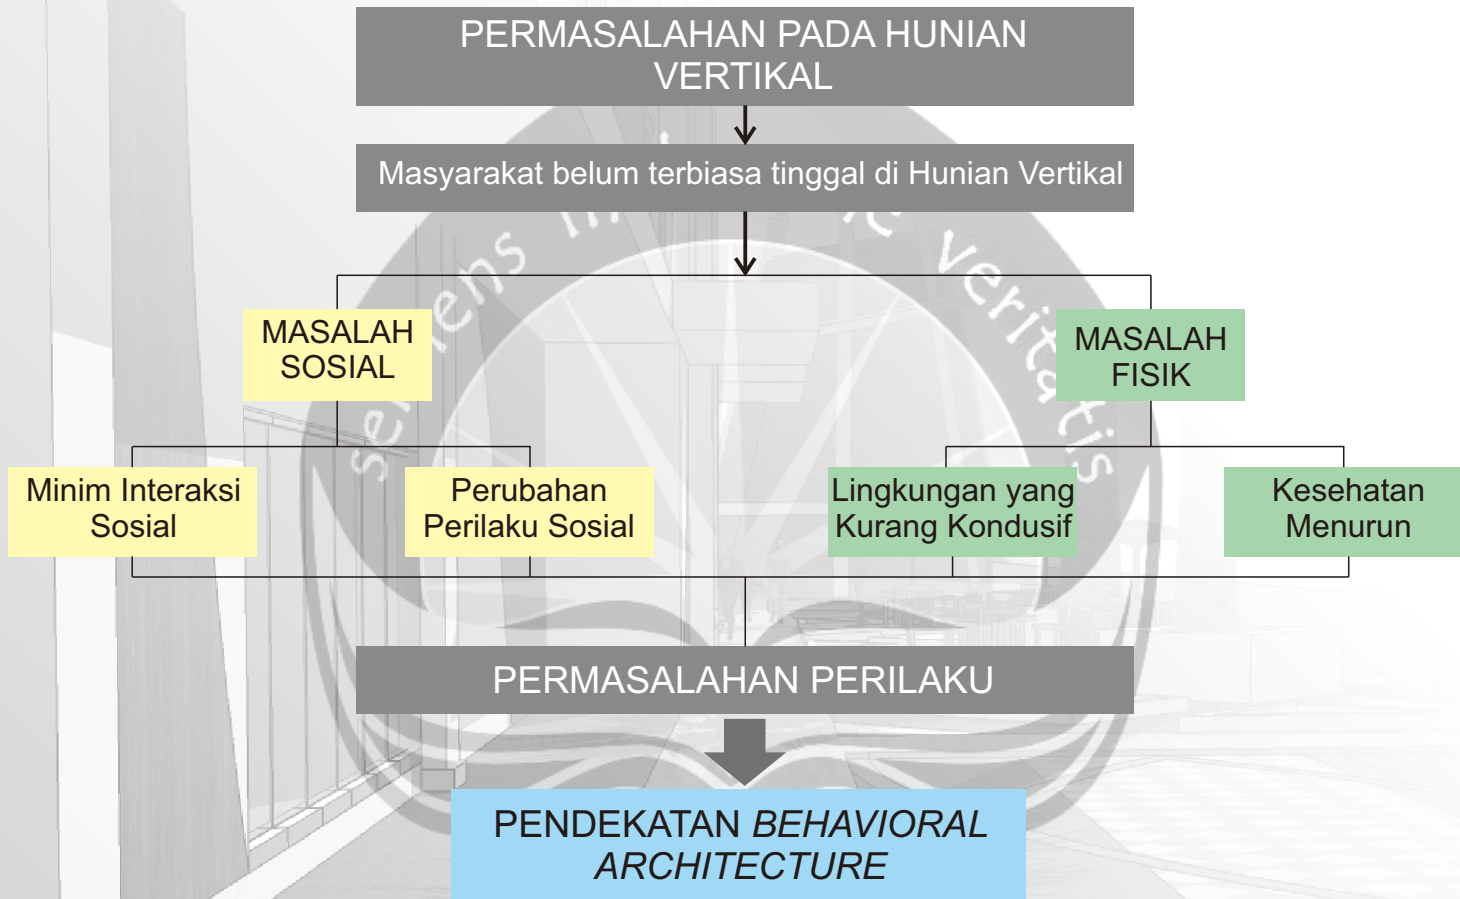 PERMASALAHAN PADA HUNIAN
VERTIKAL
Masyarakat belum terbiasa tinggal di Hunian Vertikal
MASALAH
SOSIAL
MASALAH
FISIK
Minim Interaksi
Sosial
Perubahan
Perilaku Sosial
Lingkungan yang
Kurang Kondusif
Kesehatan
Menurun
PERMASALAHAN PERILAKU
PENDEKATAN BEHAVIORAL
ARCHITECTURE
veritatis